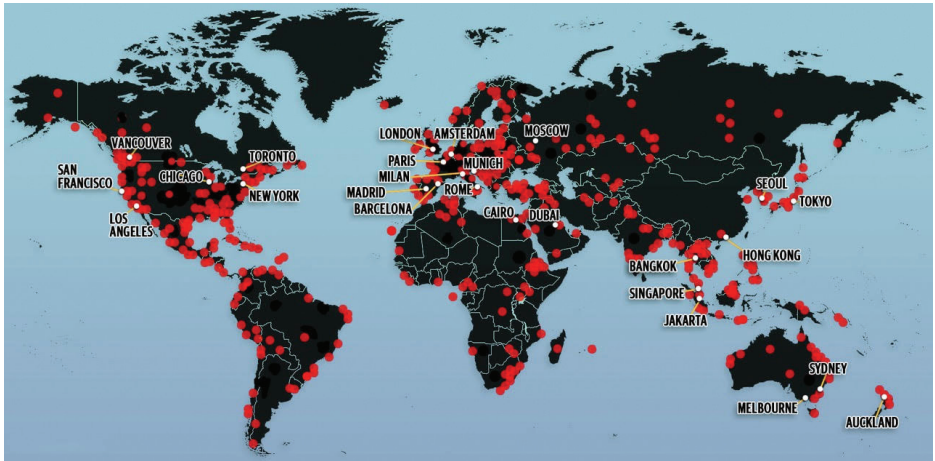 VANCOUVER
TORONTO
CHICAGO
SAN
FRANCISCO
NEW YORK
LOS
ANGELES
LONDON
AMSTERDAM
MOSCOW
PARIS
MUNICH
MILAN
MADRID
ROME
BARCELONA
CAIRO
DUBAI
SEOUL
TOKYO
HONG KONG
BANGKOK
SINGAPORE
JAKARTA
SYDNEY
MELBOURNE
AUCKLAND